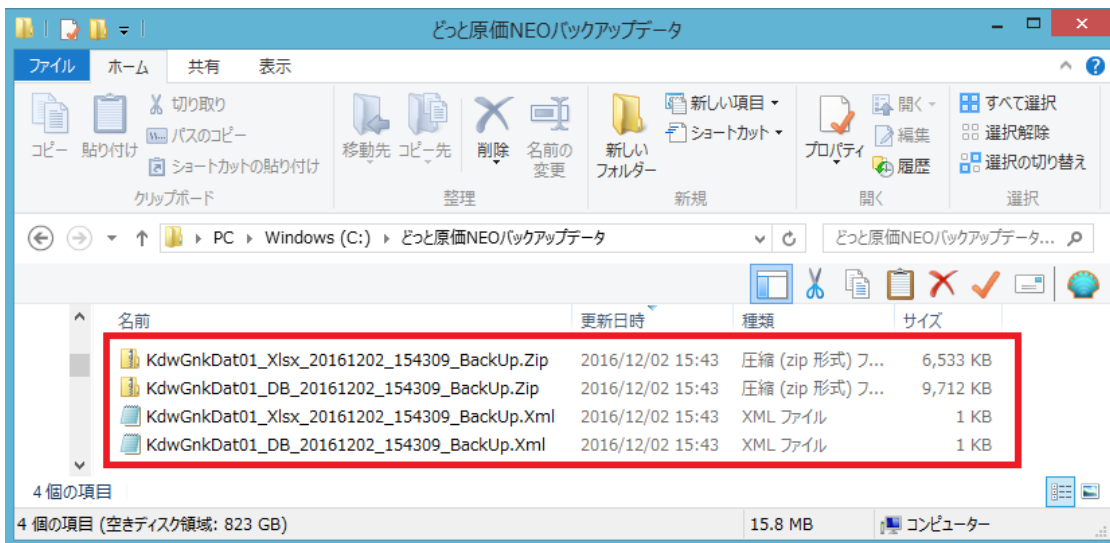 どっと原価NEOバックアップデータ
ファイル ホーム 共有 表示
コピー 貼り付け 切り取り パスのコピー ショートカットの貼り付け
移動先 コピー先 削除 名前の変更
新しいフォルダー 新しい項目 ショートカット
プロパティ 開く 編集 履歴
すべて選択 選択解除 選択の切り替え
クリップボード 整理 新規 開く 選択
PC Windows (C:) どっと原価NEOバックアップデータ どっと原価NEOバックアップデータ...
名前 更新日時 種類 サイズ
KdwGnkDat01_Xlsx_20161202_154309_BackUp.Zip 2016/12/02 15:43 圧縮 (zip 形式) フ... 6,533 KB
KdwGnkDat01_DB_20161202_154309_BackUp.Zip 2016/12/02 15:43 圧縮 (zip 形式) フ... 9,712 KB
KdwGnkDat01_Xlsx_20161202_154309_BackUp.Xml 2016/12/02 15:43 XML ファイル 1 KB
KdwGnkDat01_DB_20161202_154309_BackUp.Xml 2016/12/02 15:43 XML ファイル 1 KB
4 個の項目
4 個の項目 (空きディスク領域: 823 GB) 15.8 MB コンピューター